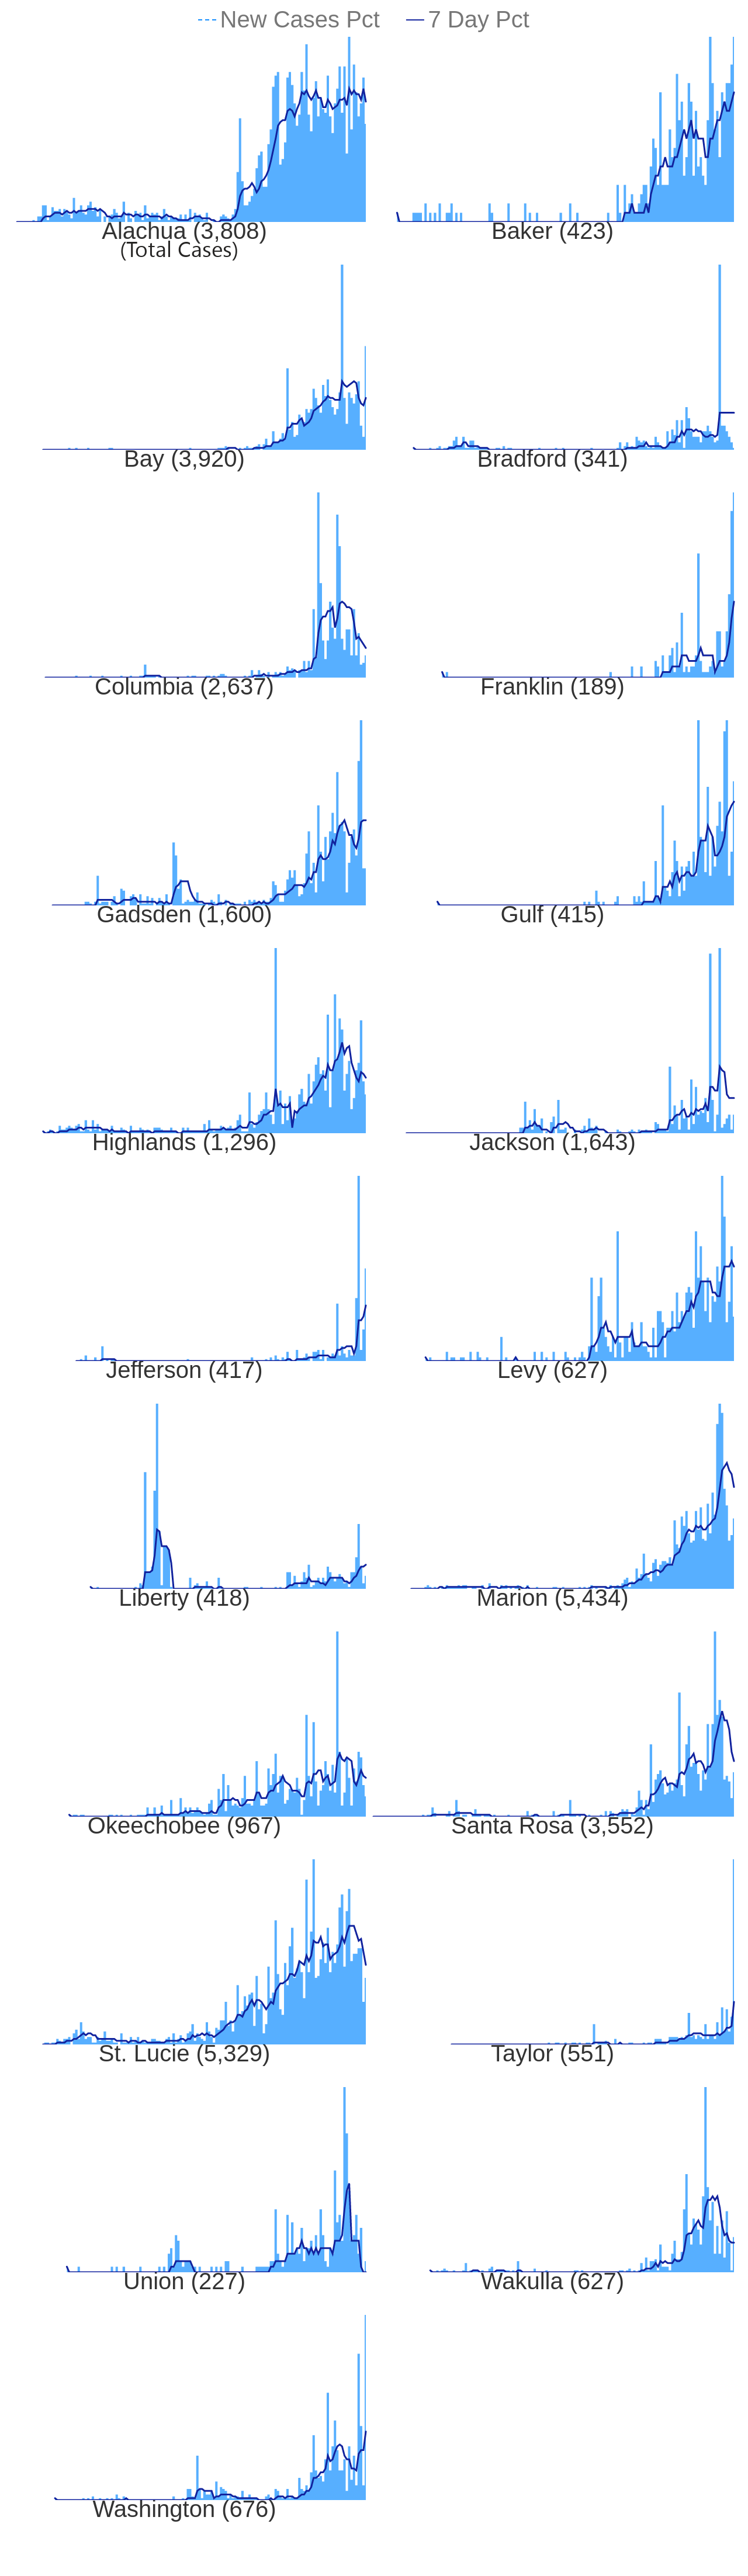 New Cases Pct 7 Day Pct
Alachua (3,808) Baker (423)
(Total Cases)
Bay (3,920) Bradford (341)
Columbia (2,637) Franklin (189)
Gadsden (1,600) Gulf (415)
Highlands (1,296) Jackson (1,643)
Jefferson (417) Levy (627)
Liberty (418) Marion (5,434)
Okeechobee (967) Santa Rosa (3,552)
St. Lucie (5,329) Taylor (551)
Union (227) Wakulla (627)
Washington (676)